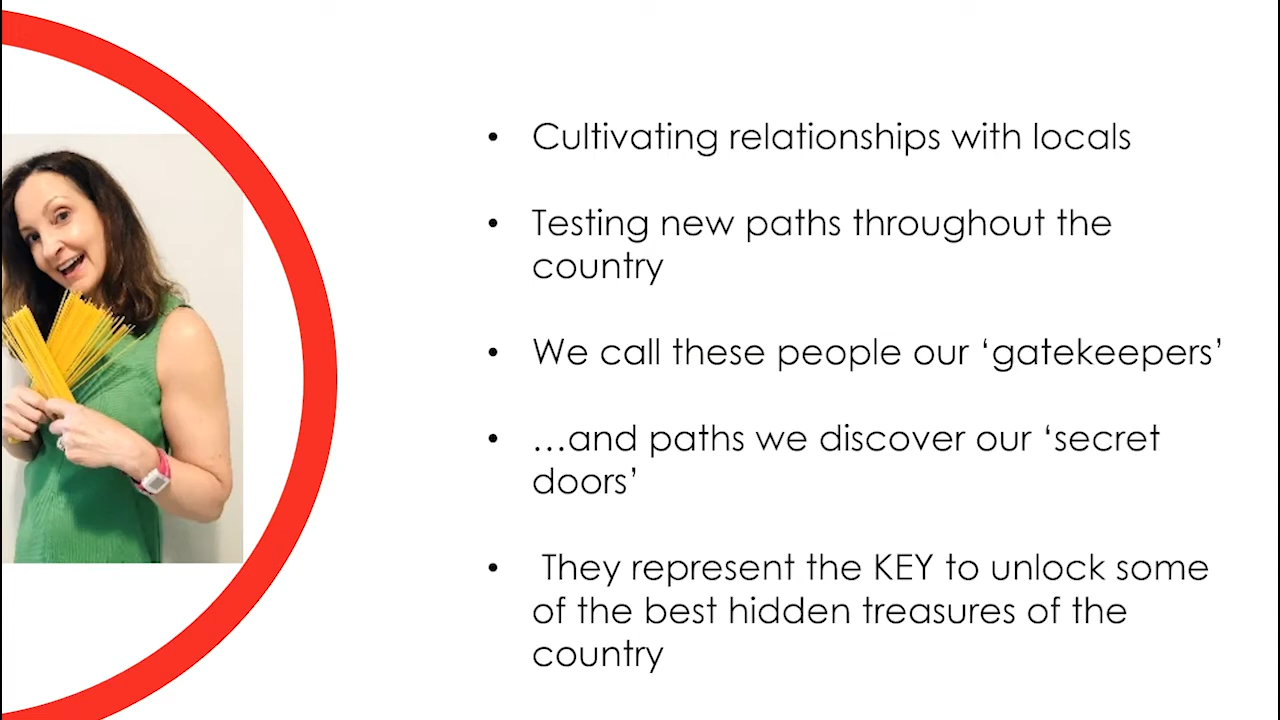 • Cultivating relationships with locals
• Testing new paths throughout the
country
• We call these people our ‘gatekeepers’
• …and paths we discover our ‘secret
doors’
• They represent the KEY to unlock some
of the best hidden treasures of the
country